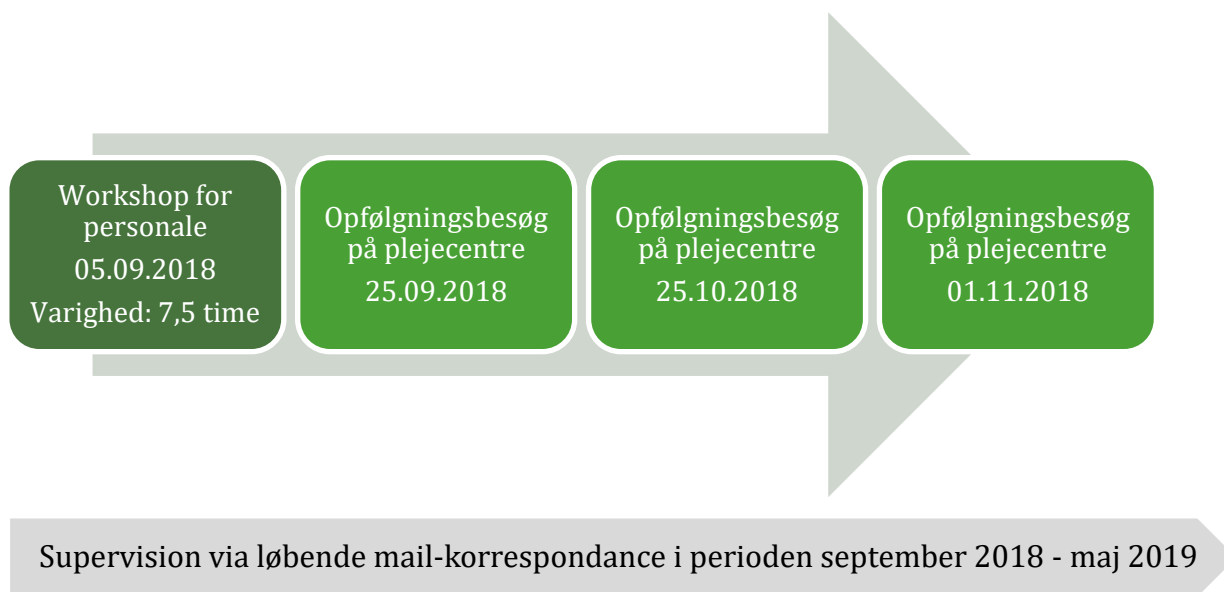 Workshop for
personale
05.09.2018
Varighed: 7,5 time
Opfølgningsbesøg
på plejecentre
25.09.2018
Opfølgningsbesøg
på plejecentre
25.10.2018
Opfølgningsbesøg
på plejecentre
01.11.2018
Supervision via løbende mail-korrespondance i perioden september 2018 - maj 2019